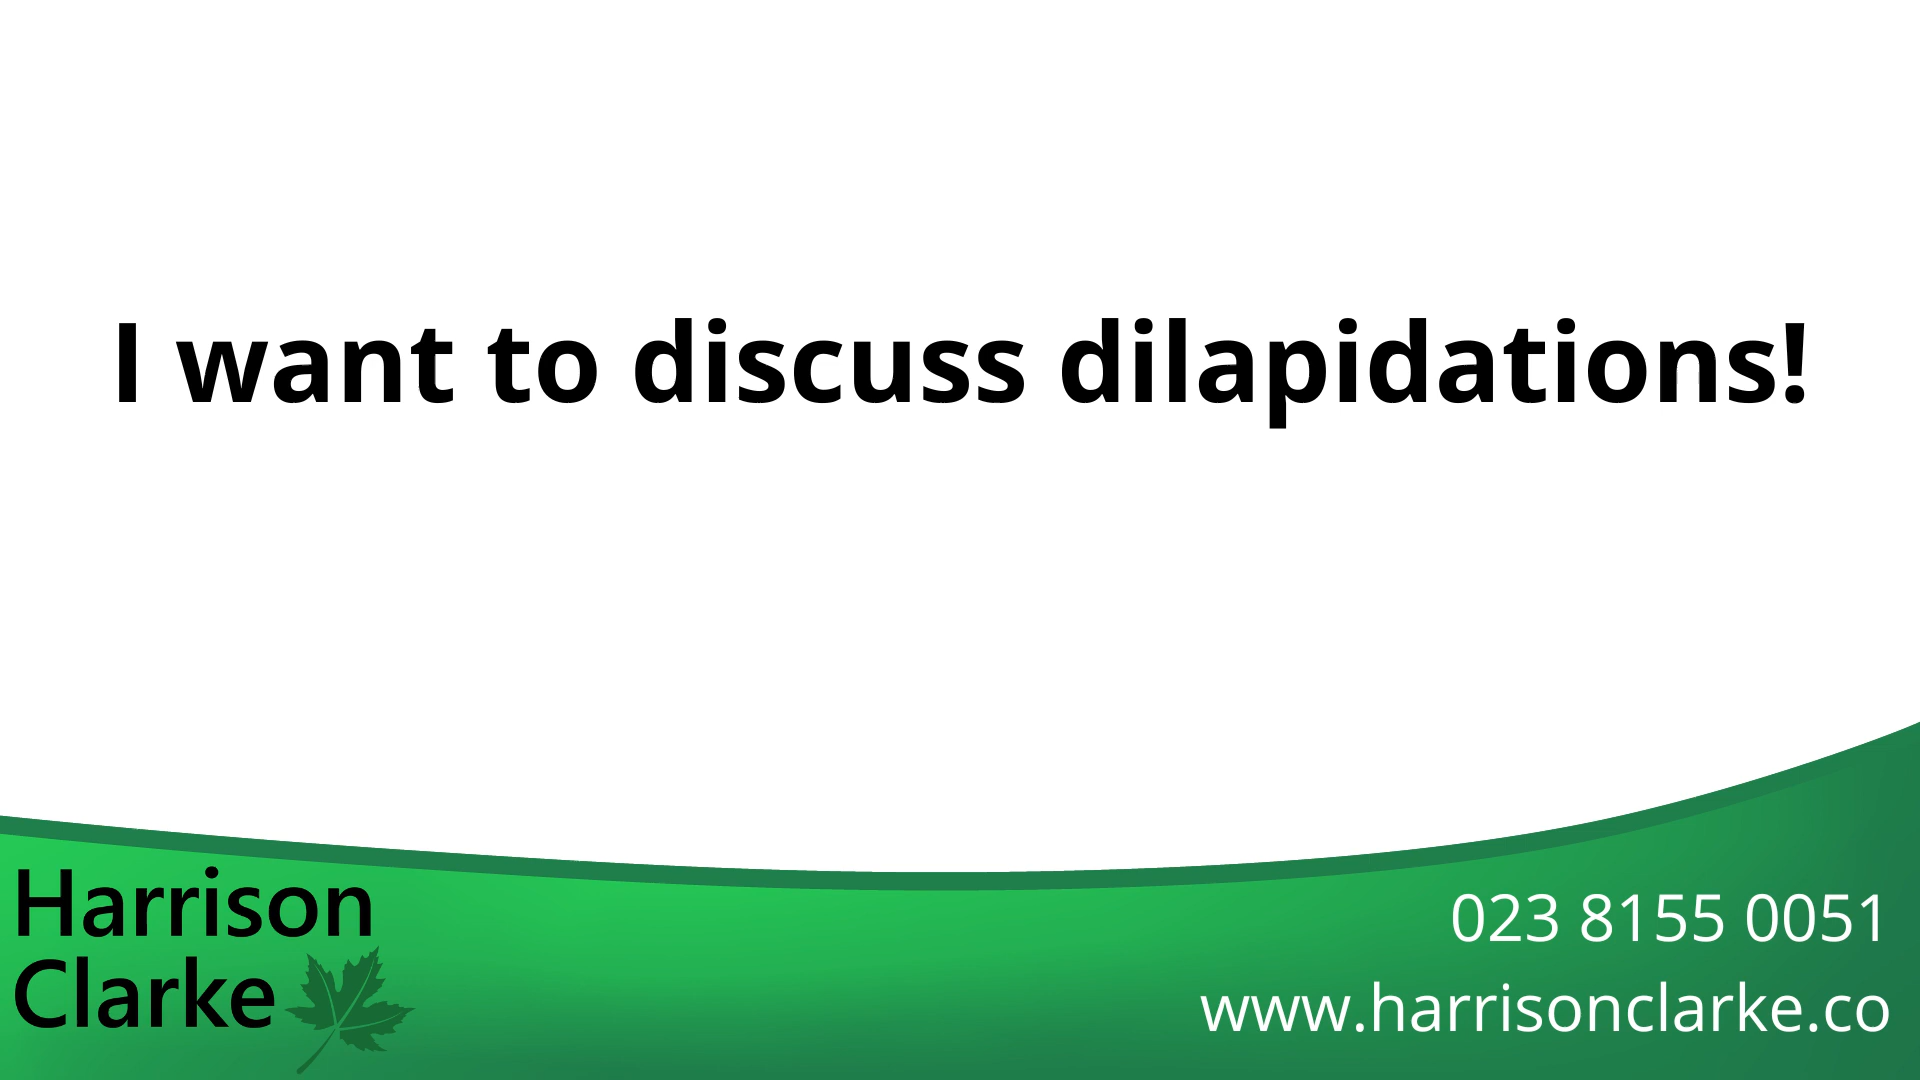 I want to discuss dilapidations!
Harrison
Clarke
023 8155 0051
www.harrisonclarke.co